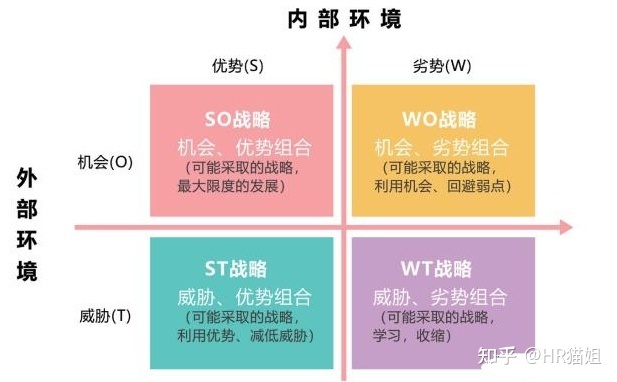 内部环境
优势(S)
劣势(W)
外部环境
机会(O)
SO战略
机会、优势组合
(可能采取的战略，
最大限度的发展)
WO战略
机会、劣势组合
(可能采取的战略，
利用机会、回避弱点)
威胁(T)
ST战略
威胁、优势组合
(可能采取的战略，
利用优势、减低威胁)
WT战略
威胁、劣势组合
(可能采取的战略，
学习，收缩)
知乎 @HR猫姐